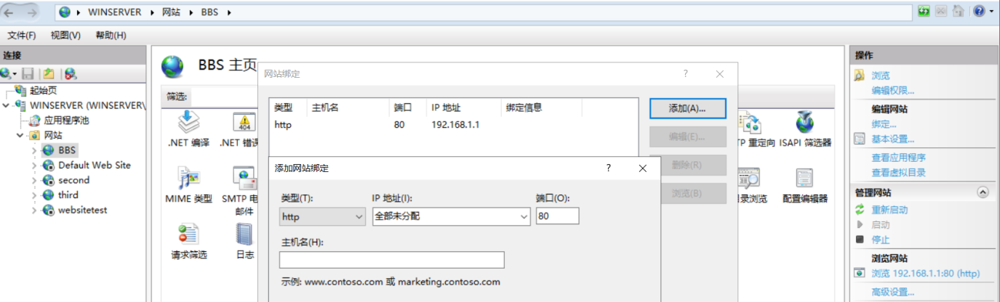 WINSERVER 网站 BBS
文件(F) 视图(V) 帮助(H)
连接
起始页
WINSERVER (WINSERVER\
应用程序池
网站
BBS
Default Web Site
second
third
websitetest
BBS 主页
筛选:
.NET 编译 .NET 错误
MIME 类型 SMTP 电
邮件
请求筛选 日志
TP 重定向 ISAPI 筛选器
目录浏览 配置编辑器
网站绑定 ?
类型 主机名 端口 IP 地址 绑定信息
http 80 192.168.1.1
添加(A)...
编辑(E)...
删除(R)
浏览(B)
添加网站绑定 ?
类型(T): IP 地址(I): 端口(O):
http 全部未分配 80
主机名(H):
示例: www.contoso.com 或 marketing.contoso.com
操作
浏览
编辑权限...
编辑网站
绑定...
基本设置...
查看应用程序
查看虚拟目录
管理网站
重新启动
启动
停止
浏览网站
浏览 192.168.1.1:80 (http)
高级设置...